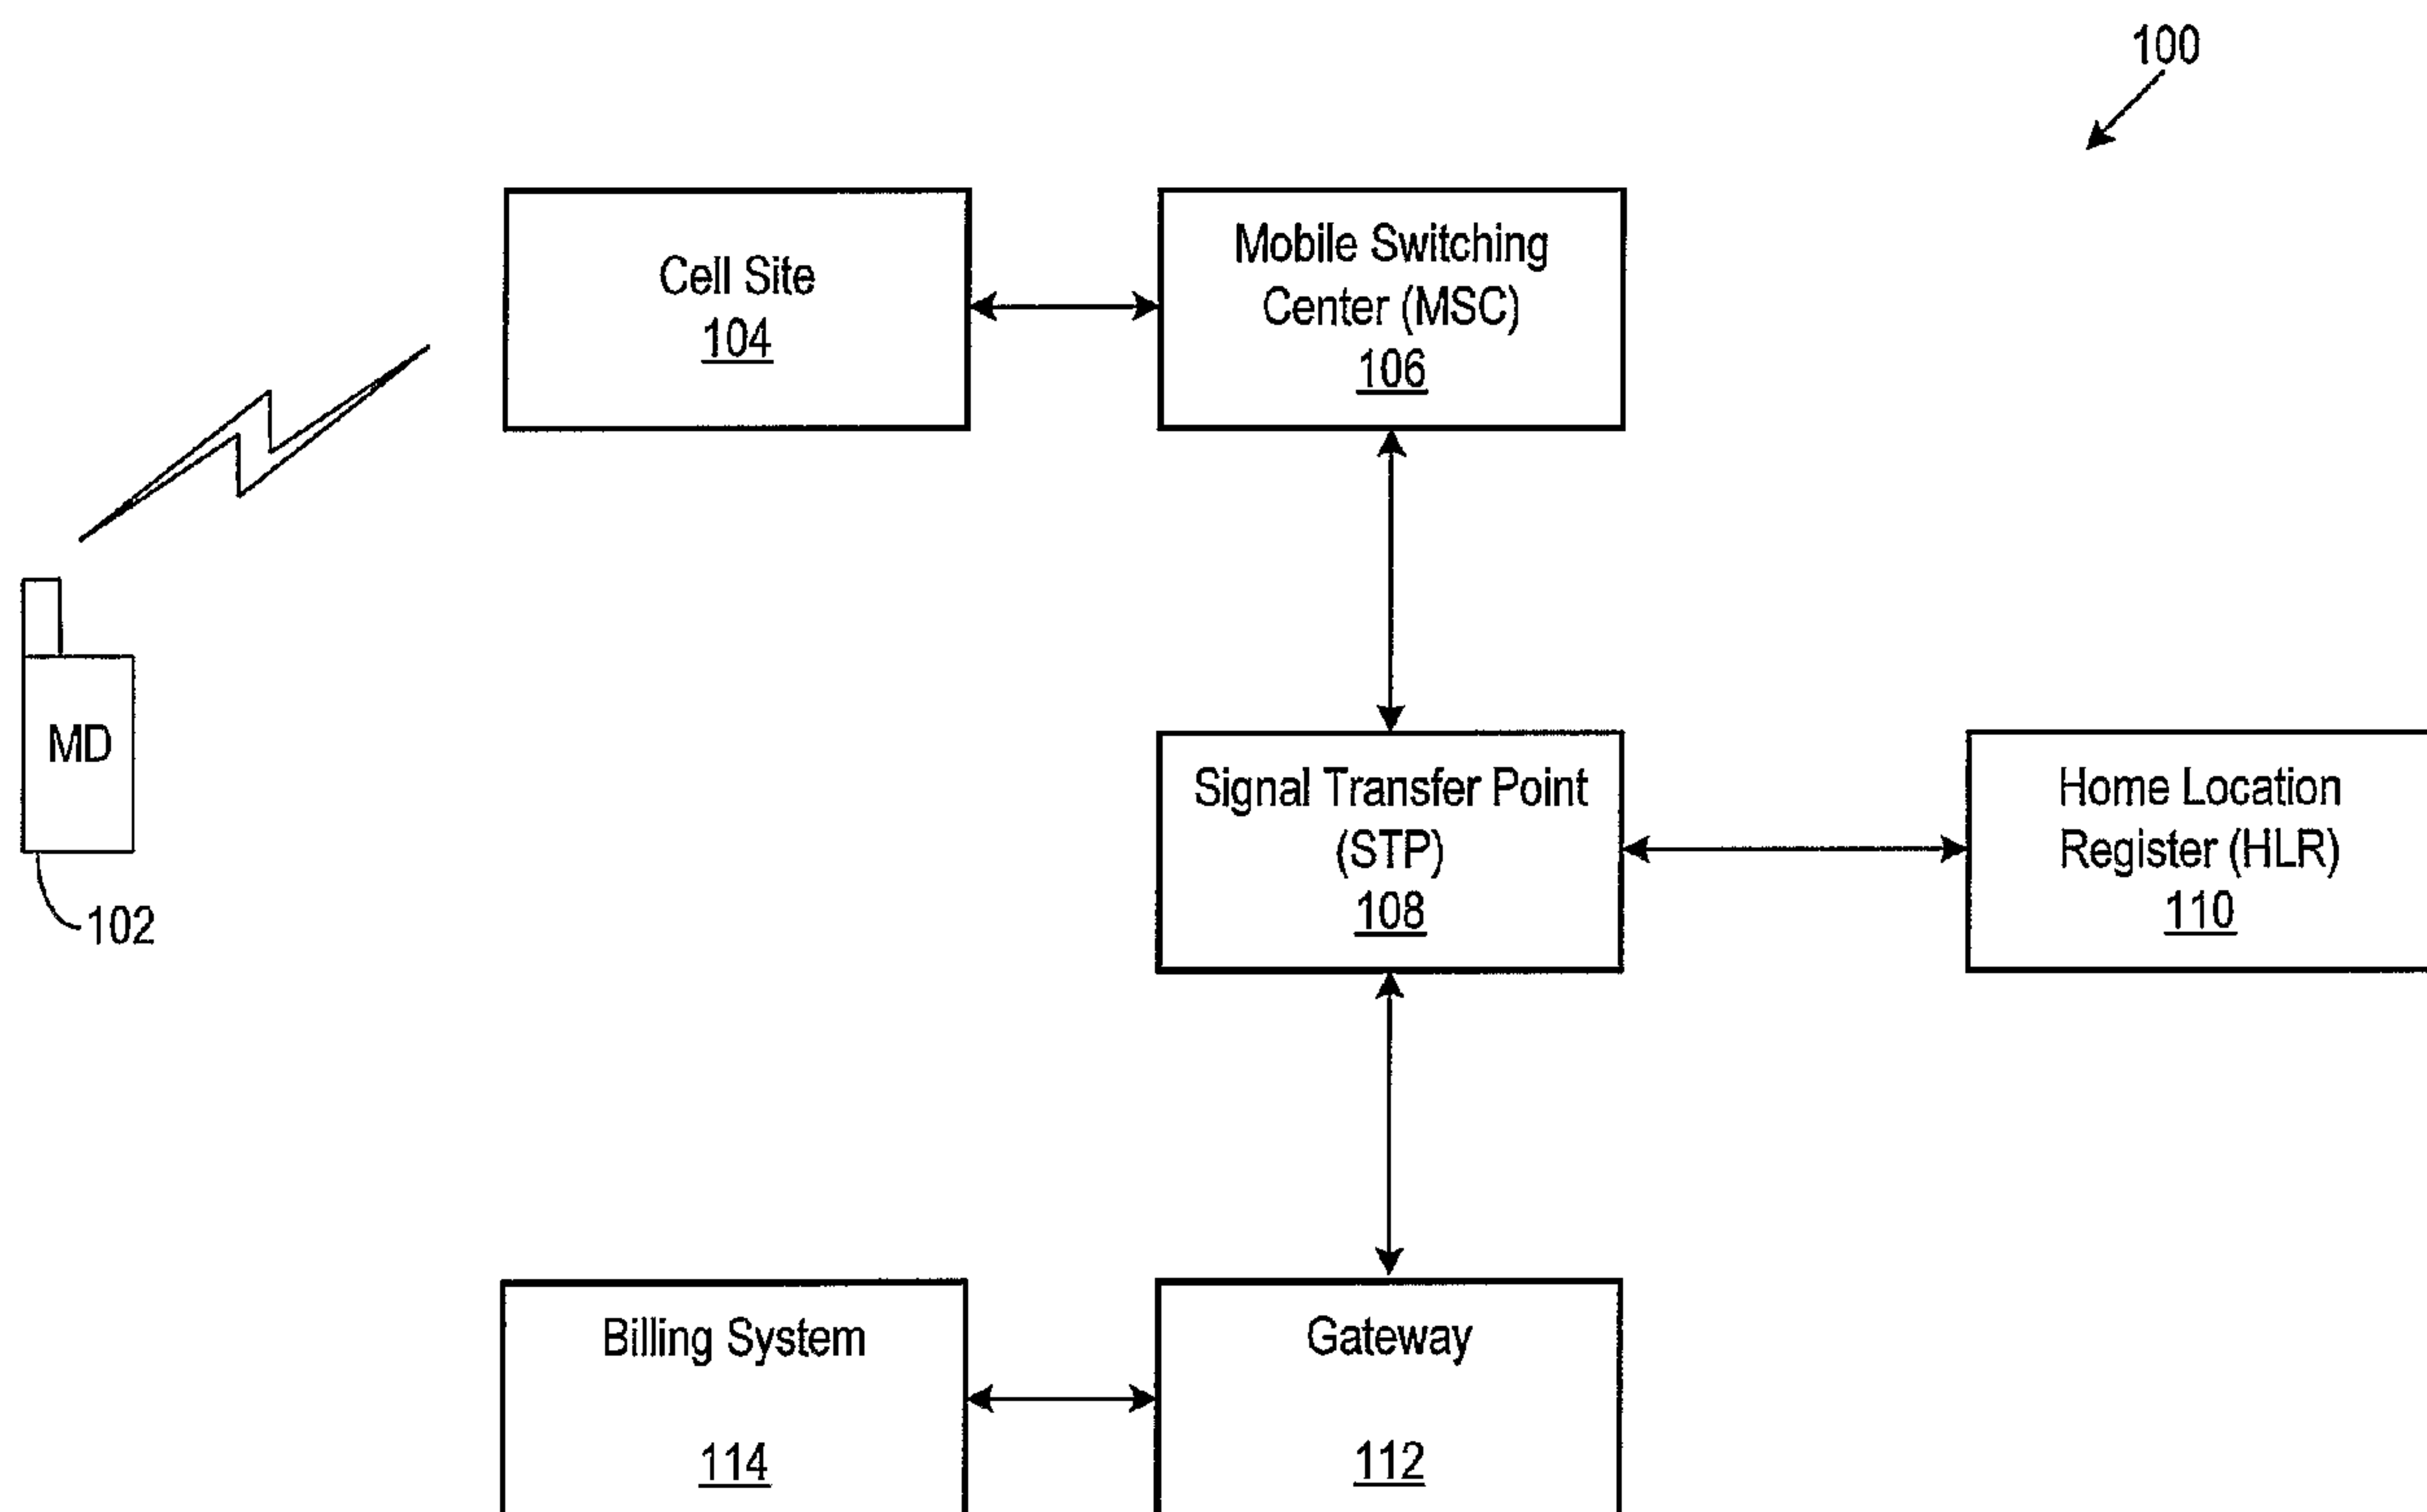 100
Cell Site
104
Mobile Switching
Center (MSC)
106
MD
102
Signal Transfer Point
(STP)
108
Home Location
Register (HLR)
110
Billing System
114
Gateway
112